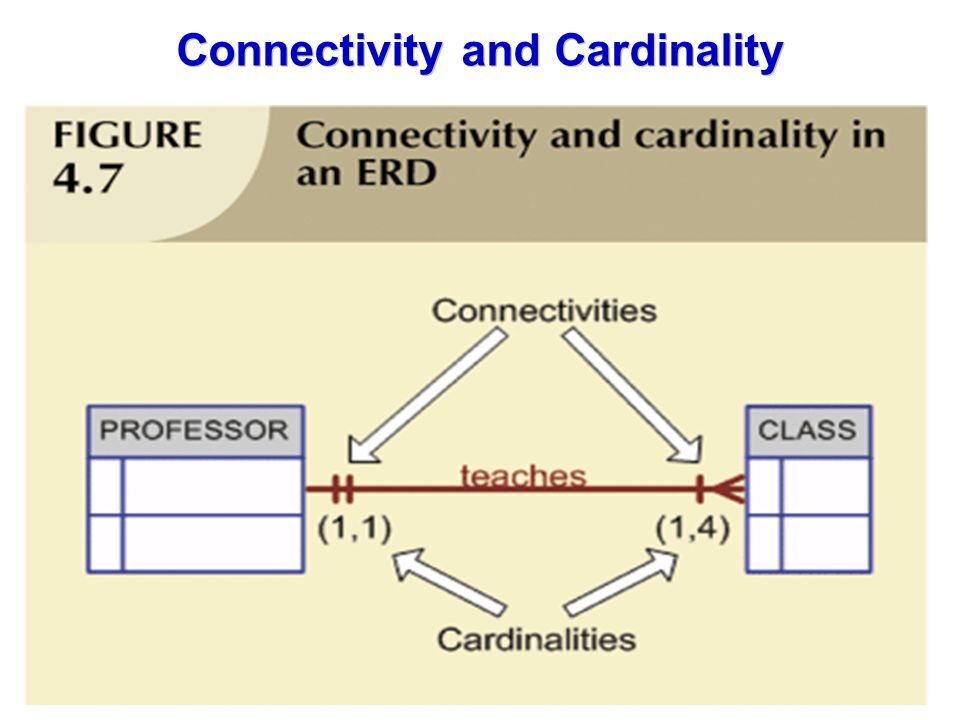 Connectivity and Cardinality
FIGURE
4.7
Connectivity and cardinality in
an ERD
Connectivities
PROFESSOR
CLASS
teaches
(1,1)
(1,4)
Cardinalities